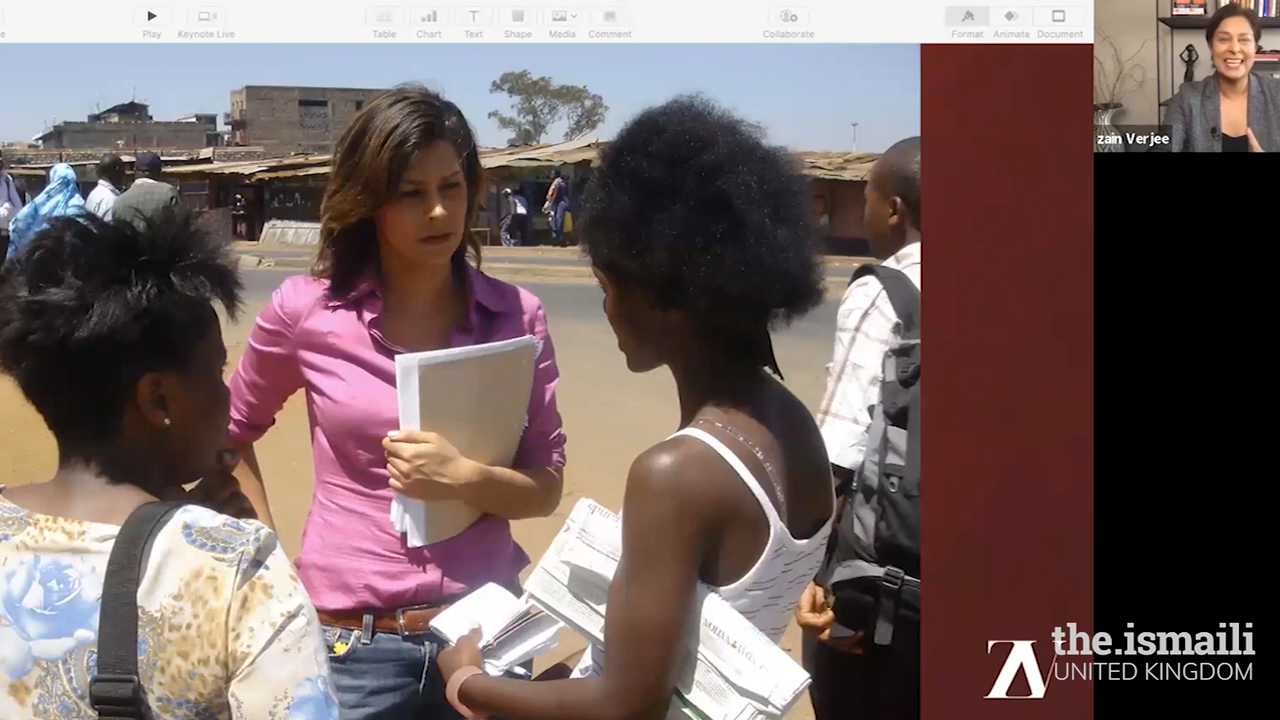 Play
Keynote Live
Table
Chart
Text
Shape
Media
Comment
Collaborate
Format
Animate
Document
zain Verjee
the.ismaili
UNITED KINGDOM